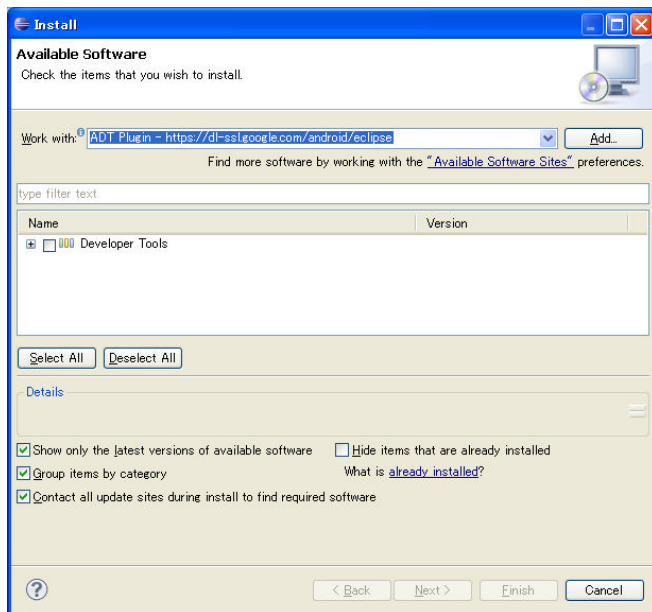 Install
Available Software
Check the items that you wish to install.
Work with: ADT Plugin - https://dl-ssl.google.com/android/eclipse Add...
Find more software by working with the "Available Software Sites" preferences.
type filter text
Name Version
Developer Tools
Select All Deselect All
Details
Show only the latest versions of available software Hide items that are already installed
Group items by category What is already installed?
Contact all update sites during install to find required software
? < Back Next > Finish Cancel